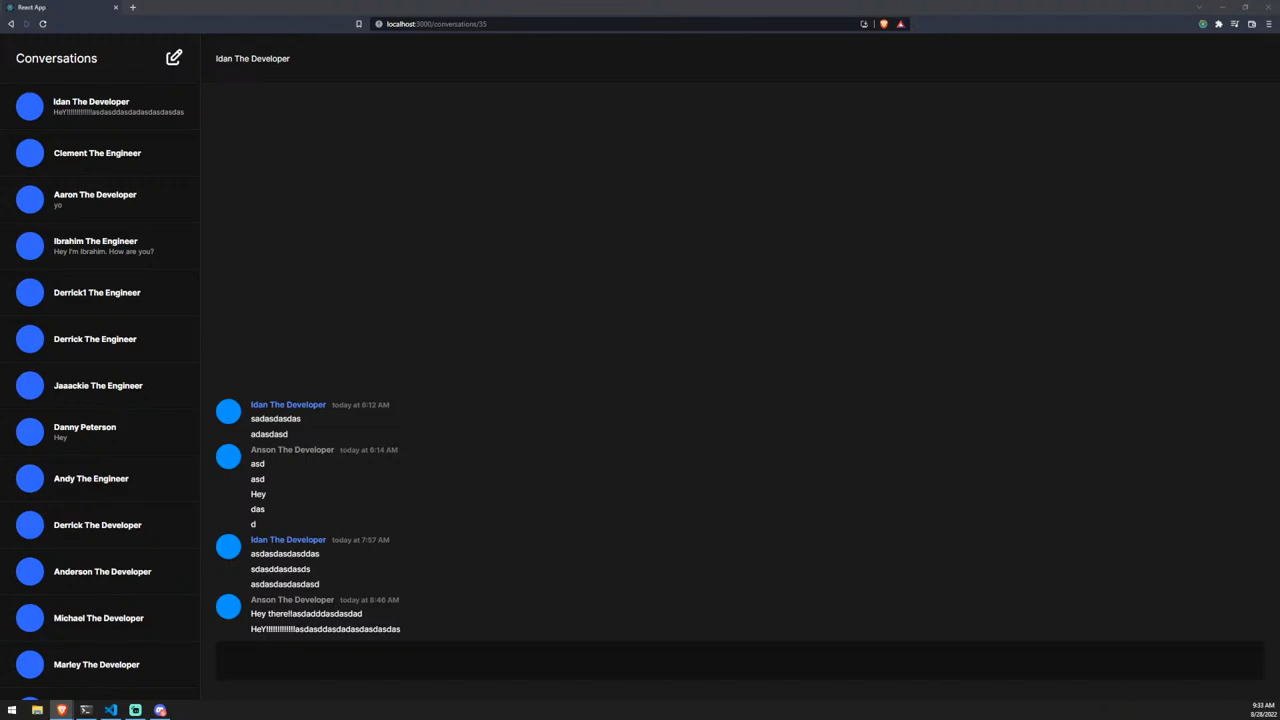 React App
localhost:3000/conversations/35
Conversations
Idan The Developer
HeY!!!!!!!!!!!!!asdasddasdadasdasdasdas
Clement The Engineer
Aaron The Developer
yo
Ibrahim The Engineer
Hey I'm Ibrahim. How are you?
Derrick1 The Engineer
Derrick The Engineer
Jaaackie The Engineer
Danny Peterson
Hey
Andy The Engineer
Derrick The Developer
Anderson The Developer
Michael The Developer
Marley The Developer
Idan The Developer
Idan The Developer today at 6:12 AM
sadasdasdas
adasdasd
Anson The Developer today at 6:14 AM
asd
asd
Hey
das
d
Idan The Developer today at 7:57 AM
asdasdasdasddas
sdasddasdasds
asdasdasdasdasd
Anson The Developer today at 8:46 AM
Hey there!!asdadddasdasdad
HeY!!!!!!!!!!!!!asdasddasdadasdasdasdas
9:33 AM
8/28/2022